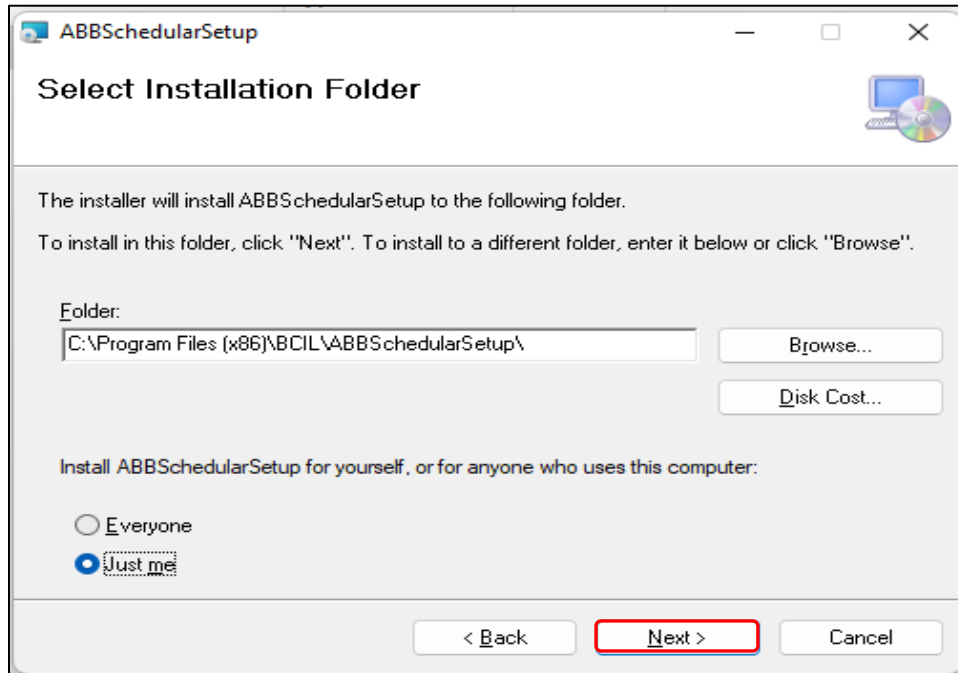 ABBSchedularSetup
Select Installation Folder
The installer will install ABBSchedularSetup to the following folder.
To install in this folder, click "Next". To install to a different folder, enter it below or click "Browse".
Folder:
C:\Program Files (x86)\BCIL\ABBSchedularSetup\
Browse...
Disk Cost...
Install ABBSchedularSetup for yourself, or for anyone who uses this computer:
Everyone
Just me
< Back
Next >
Cancel